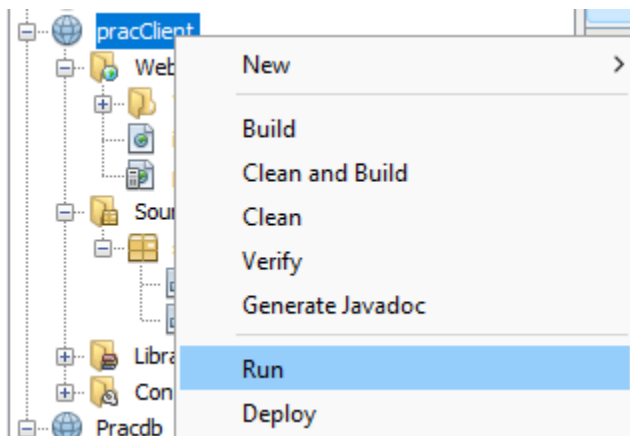 pracClient
Web
New
Build
Clean and Build
Clean
Sour
Verify
Generate Javadoc
Libra
Run
Con
Deploy
Pracdb